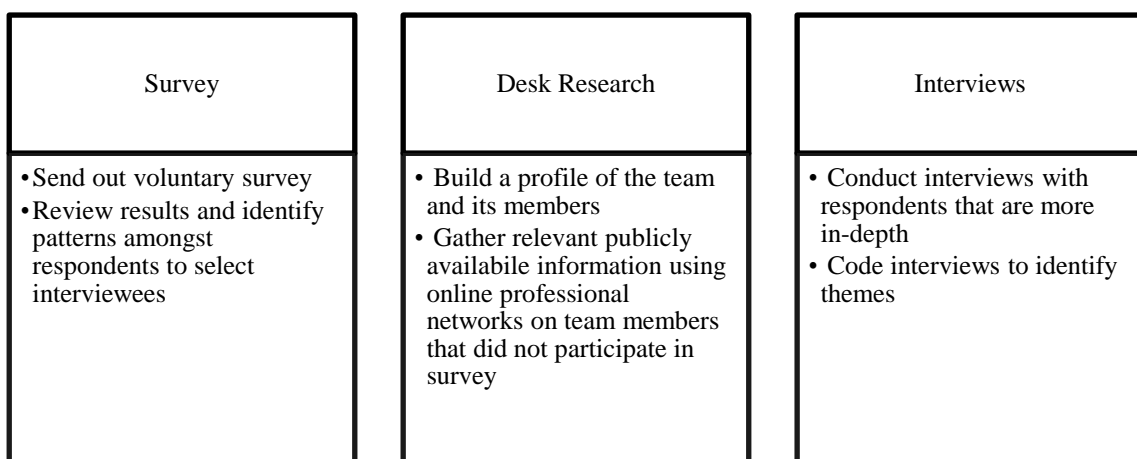 Survey
•Send out voluntary survey
•Review results and identify
patterns amongst
respondents to select
interviewees
Desk Research
• Build a profile of the team
and its members
• Gather relevant publicly
availabile information using
online professional
networks on team members
that did not participate in
survey
Interviews
• Conduct interviews with
respondents that are more
in-depth
• Code interviews to identify
themes